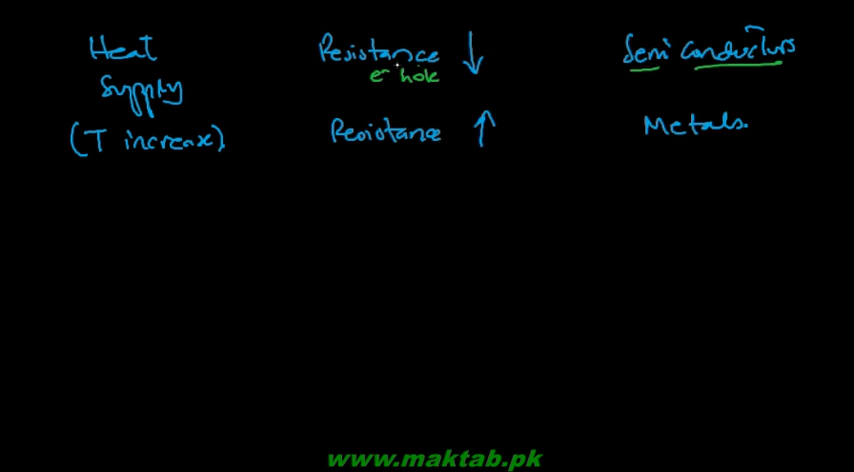 Heat Resistance ↓ Semi Conductors
e⁻ hole
Supply
(T increase). Resistance ↑ Metals.
www.maktab.pk